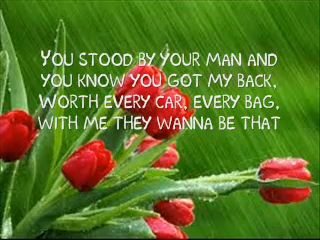 You stood by your man and
you know you got my back,
worth every car, every bag,
with me they wanna be that